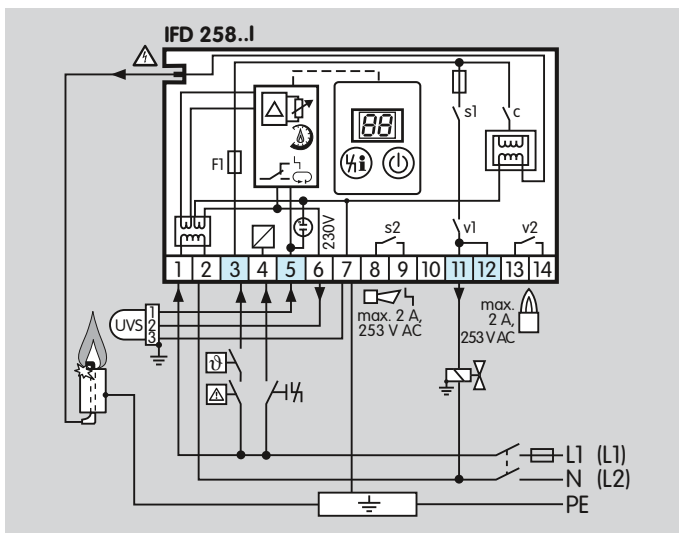 IFD 258..I
s1
c
88
F1
i
230V
s2
v1
v2
1 2 3 4 5 6 7 8 9 10 11 12 13 14
UVS
1
2
3
max. 2 A,
253 V AC
max.
2 A,
253 V AC
ϑ
L1 (L1)
N (L2)
PE